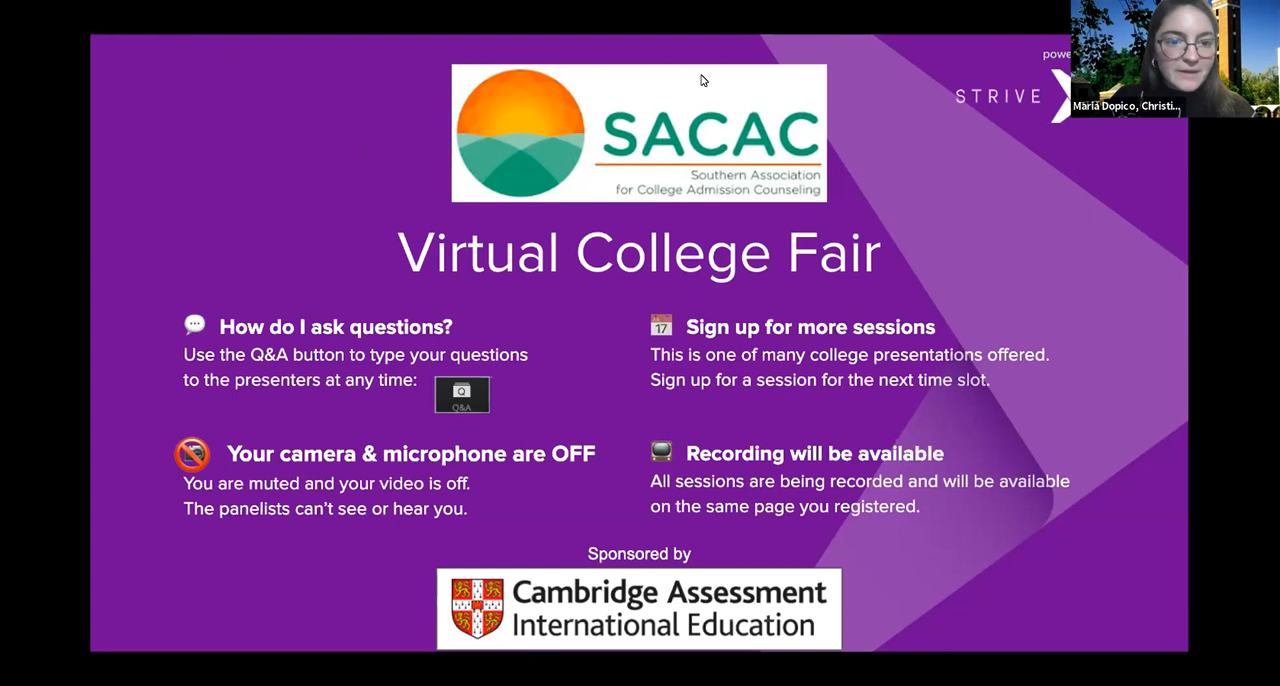 powe
STRIVE
Maria Dopico, Christi...
SACAC
Southern Association
for College Admission Counseling
Virtual College Fair
How do I ask questions?
Use the Q&A button to type your questions
to the presenters at any time:
Q
Q&A
Sign up for more sessions
17
This is one of many college presentations offered.
Sign up for a session for the next time slot.
Your camera & microphone are OFF
You are muted and your video is off.
The panelists can't see or hear you.
Recording will be available
All sessions are being recorded and will be available
on the same page you registered.
Sponsored by
Cambridge Assessment
International Education